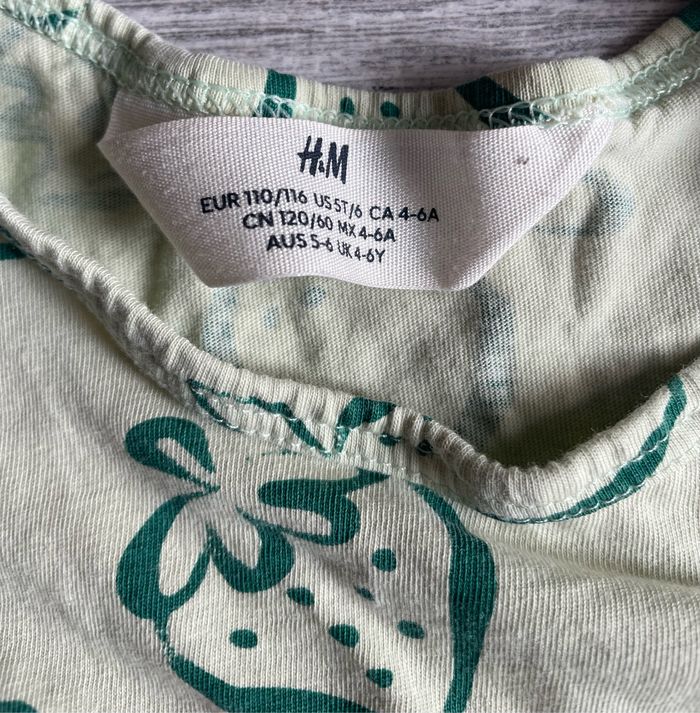 H&M
EUR 110/116 US 5T/6 CA 4-6A
CN 120/60 MX 4-6A
AUS 5-6 UK 4-6Y